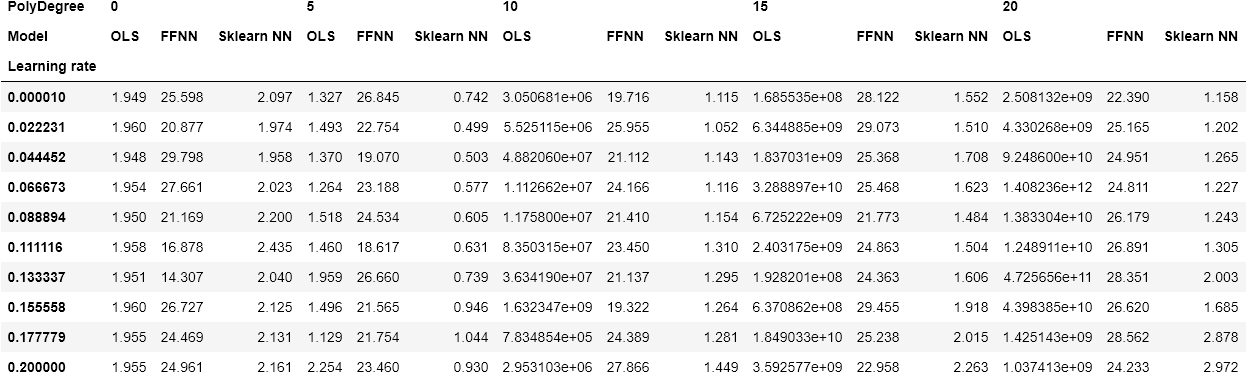 PolyDegree 0 5 10 15 20
Model OLS FFNN Sklearn NN OLS FFNN Sklearn NN OLS FFNN Sklearn NN OLS FFNN Sklearn NN OLS FFNN Sklearn NN
Learning rate
0.000010 1.949 25.598 2.097 1.327 26.845 0.742 3.050681e+06 19.716 1.115 1.685535e+08 28.122 1.552 2.508132e+09 22.390 1.158
0.022231 1.960 20.877 1.974 1.493 22.754 0.499 5.525115e+06 25.955 1.052 6.344885e+09 29.073 1.510 4.330268e+09 25.165 1.202
0.044452 1.948 29.798 1.958 1.370 19.070 0.503 4.882060e+07 21.112 1.143 1.837031e+09 25.368 1.708 9.248600e+10 24.951 1.265
0.066673 1.954 27.661 2.023 1.264 23.188 0.577 1.112662e+07 24.166 1.116 3.288897e+10 25.468 1.623 1.408236e+12 24.811 1.227
0.088894 1.950 21.169 2.200 1.518 24.534 0.605 1.175800e+07 21.410 1.154 6.725222e+09 21.773 1.484 1.383304e+10 26.179 1.243
0.111116 1.958 16.878 2.435 1.460 18.617 0.631 8.350315e+07 23.450 1.310 2.403175e+09 24.863 1.504 1.248911e+10 26.891 1.305
0.133337 1.951 14.307 2.040 1.959 26.660 0.739 3.634190e+07 21.137 1.295 1.928201e+08 24.363 1.606 4.725656e+11 28.351 2.003
0.155558 1.960 26.727 2.125 1.496 21.565 0.946 1.632347e+09 19.322 1.264 6.370862e+08 29.455 1.918 4.398385e+10 26.620 1.685
0.177779 1.955 24.469 2.131 1.129 21.754 1.044 7.834854e+05 24.389 1.281 1.849033e+10 25.238 2.015 1.425143e+09 28.562 2.878
0.200000 1.955 24.961 2.161 2.254 23.460 0.930 2.953103e+06 27.866 1.449 3.592577e+09 22.958 2.263 1.037413e+09 24.233 2.972